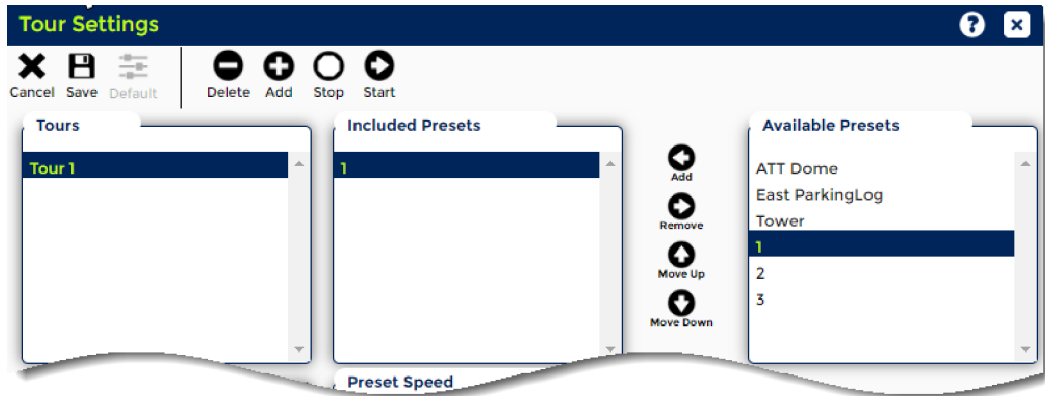 Tour Settings
?
Cancel Save Default Delete Add Stop Start
Tours
Tour 1
Included Presets
1
Add
Remove
Move Up
Move Down
Available Presets
ATT Dome
East ParkingLog
Tower
1
2
3
Preset Speed